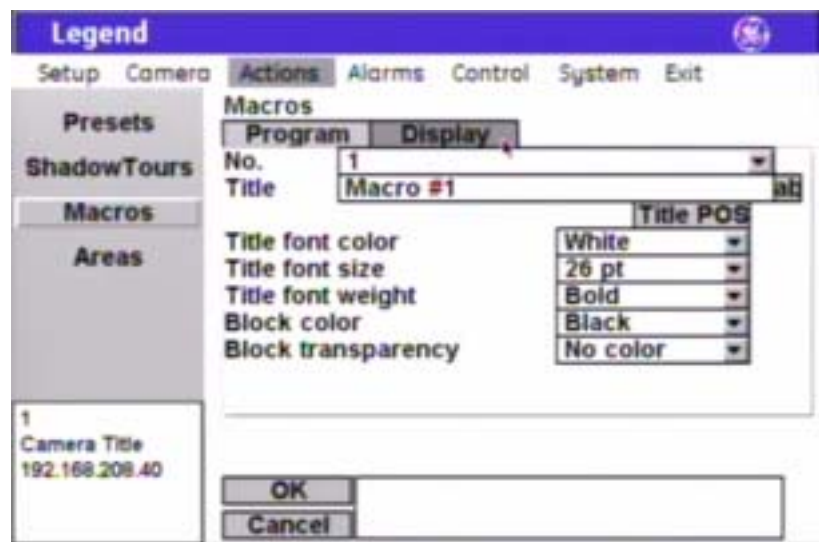 Legend
Setup Camera Actions Alarms Control System Exit
Presets
ShadowTours
Macros
Areas
Macros
Program Display
No. 1
Title Macro #1 ab
Title POS
Title font color White
Title font size 26 pt
Title font weight Bold
Block color Black
Block transparency No color
1
Camera Title
192.168.208.40
OK
Cancel